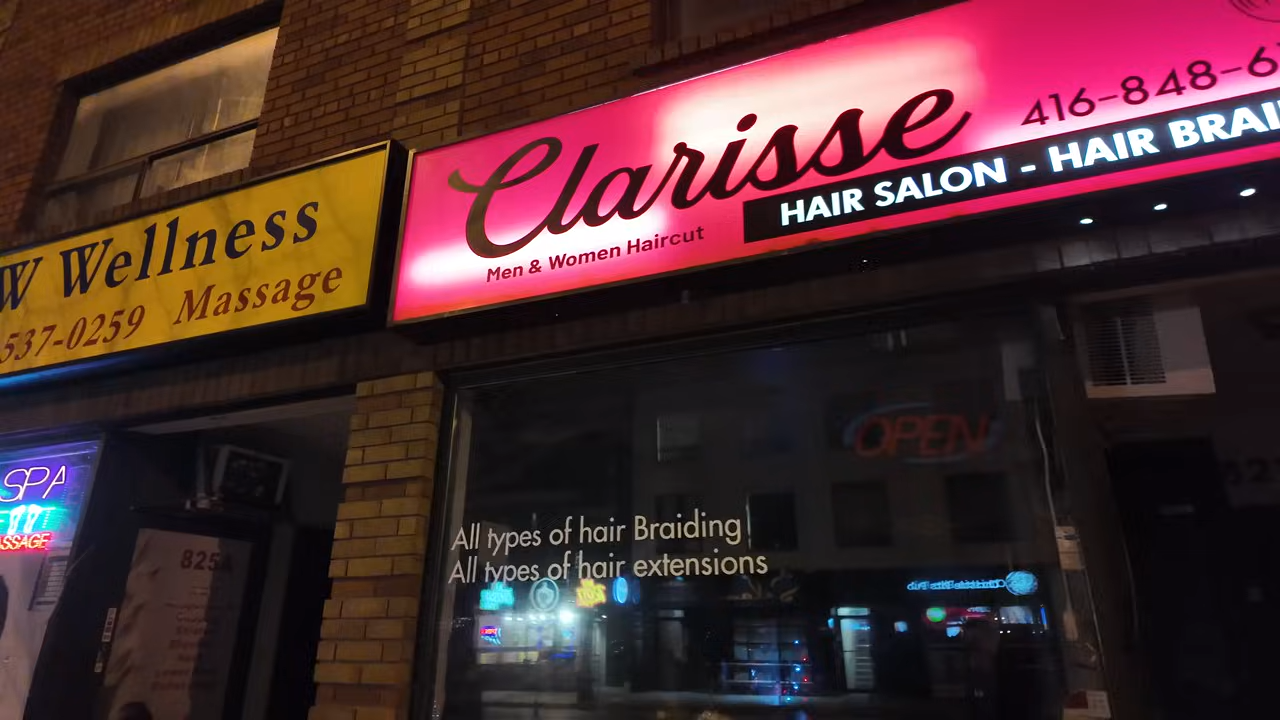 W Wellness
537-0259 Massage
Clarisse
416-848-6
HAIR SALON - HAIR BRAI
Men & Women Haircut
SPA
ASSAGE
825A
OPEN
All types of hair Braiding
All types of hair extensions